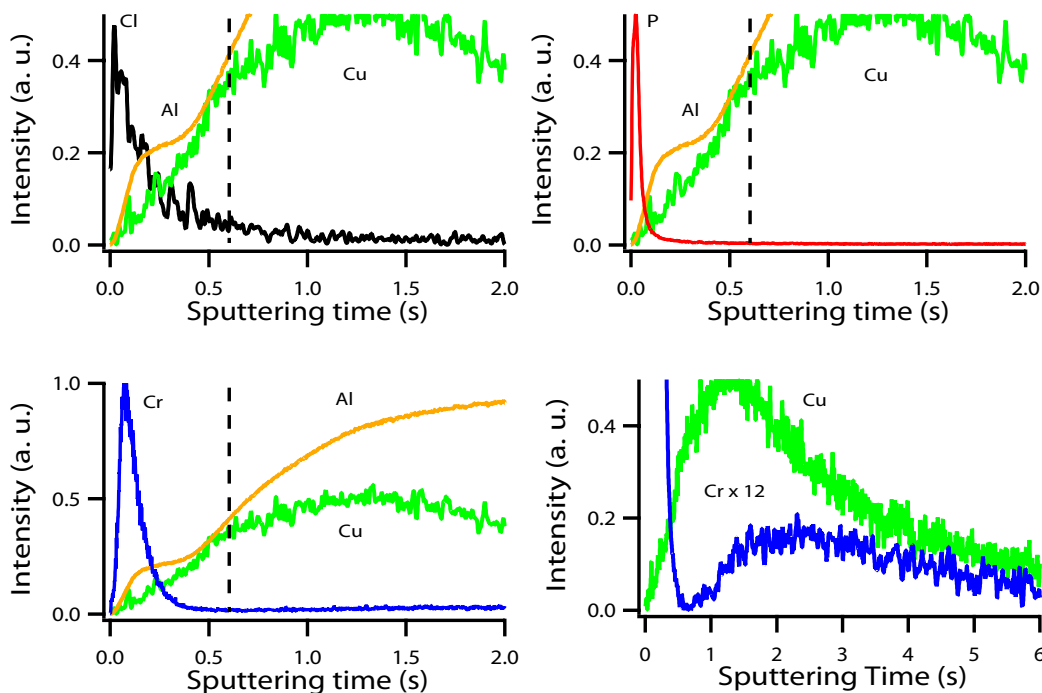 Cl
Al
Cu
0.4
0.2
0.0
Intensity (a. u.)
0.0 0.5 1.0 1.5 2.0
Sputtering time (s)
P
Al
Cu
0.4
0.2
0.0
Intensity (a. u.)
0.0 0.5 1.0 1.5 2.0
Sputtering time (s)
1.0
Cr
Al
0.5
Cu
0.0
Intensity (a. u.)
0.0 0.5 1.0 1.5 2.0
Sputtering time (s)
Cu
0.4
Cr x 12
0.2
0.0
Intensity (a. u.)
0 1 2 3 4 5 6
Sputtering Time (s)